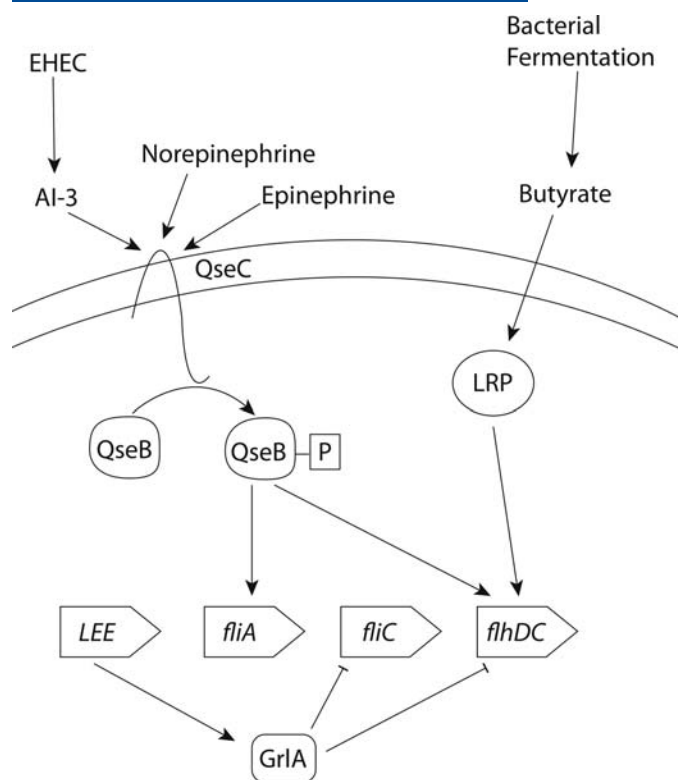 Bacterial
Fermentation
EHEC
Norepinephrine
AI-3
Epinephrine
Butyrate
QseC
LRP
QseB
QseB
P
LEE
fliA
fliC
flhDC
GrlA